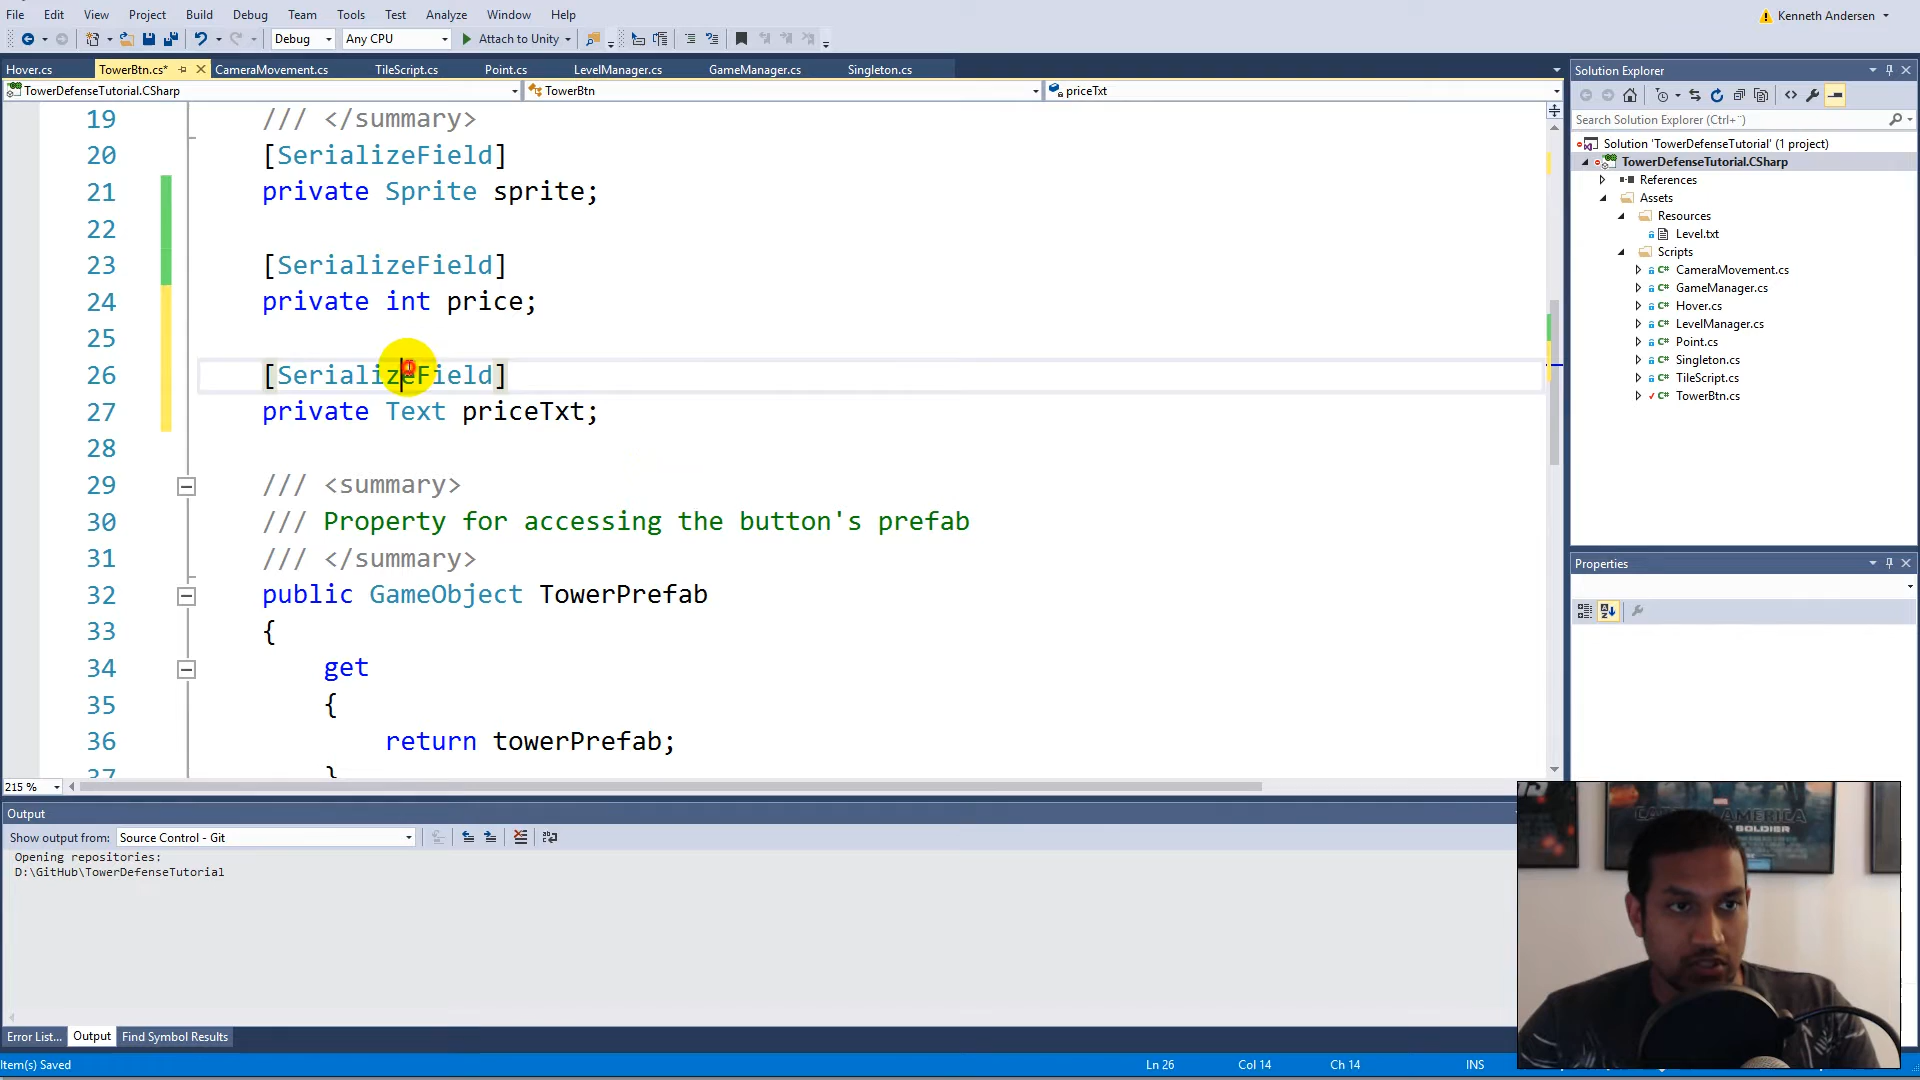 File Edit View Project Build Debug Team Tools Test Analyze Window Help
Kenneth Andersen
Debug Any CPU Attach to Unity
Hover.cs TowerBtn.cs* CameraMovement.cs TileScript.cs Point.cs LevelManager.cs GameManager.cs Singleton.cs
TowerDefenseTutorial.CSharp TowerBtn priceTxt
19 /// </summary>
20 [SerializeField]
21 private Sprite sprite;
22
23 [SerializeField]
24 private int price;
25
26 [SerializeField]
27 private Text priceTxt;
28
29 /// <summary>
30 /// Property for accessing the button's prefab
31 /// </summary>
32 public GameObject TowerPrefab
33 {
34 get
35 {
36 return towerPrefab;
37 }
215 %
Output
Show output from: Source Control - Git
Opening repositories:
D:\GitHub\TowerDefenseTutorial
Error List... Output Find Symbol Results
Item(s) Saved Ln 26 Col 14 Ch 14 INS
Solution Explorer
Search Solution Explorer (Ctrl+¨)
Solution 'TowerDefenseTutorial' (1 project)
TowerDefenseTutorial.CSharp
References
Assets
Resources
Level.txt
Scripts
CameraMovement.cs
GameManager.cs
Hover.cs
LevelManager.cs
Point.cs
Singleton.cs
TileScript.cs
TowerBtn.cs
Properties
MARVEL
SOLDIER